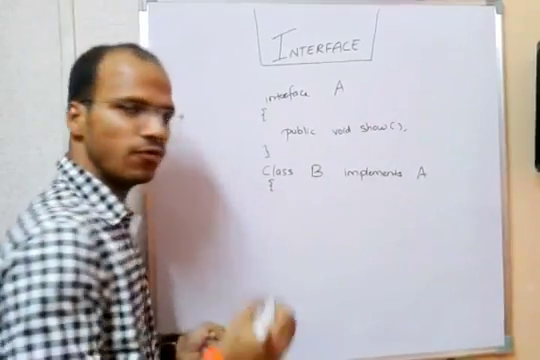 INTERFACE
interface A
{
public void show();
}
Class B implements A
{